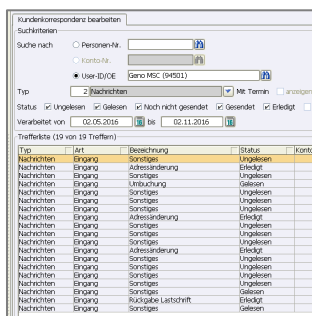 Kundenkorrespondenz bearbeiten
Suchkriterien
Suche nach Personen-Nr.
Konto-Nr.
User-ID/OE Geno MSC (94501)
Typ 2 Nachrichten Mit Termin anzeigen
Status Ungelesen Gelesen Noch nicht gesendet Gesendet Erledigt
Verarbeitet von 02.05.2016 bis 02.11.2016
Trefferliste (19 von 19 Treffern)
Typ Art Bezeichnung Status Konto
Nachrichten Eingang Sonstiges Ungelesen
Nachrichten Eingang Adressänderung Erledigt
Nachrichten Eingang Sonstiges Ungelesen
Nachrichten Eingang Umbuchung Gelesen
Nachrichten Eingang Sonstiges Ungelesen
Nachrichten Eingang Sonstiges Ungelesen
Nachrichten Eingang Sonstiges Ungelesen
Nachrichten Eingang Adressänderung Erledigt
Nachrichten Eingang Sonstiges Ungelesen
Nachrichten Eingang Sonstiges Ungelesen
Nachrichten Eingang Sonstiges Ungelesen
Nachrichten Eingang Adressänderung Erledigt
Nachrichten Eingang Sonstiges Ungelesen
Nachrichten Eingang Sonstiges Ungelesen
Nachrichten Eingang Sonstiges Ungelesen
Nachrichten Eingang Sonstiges Ungelesen
Nachrichten Eingang Sonstiges Gelesen
Nachrichten Eingang Rückgabe Lastschrift Erledigt
Nachrichten Eingang Sonstiges Gelesen